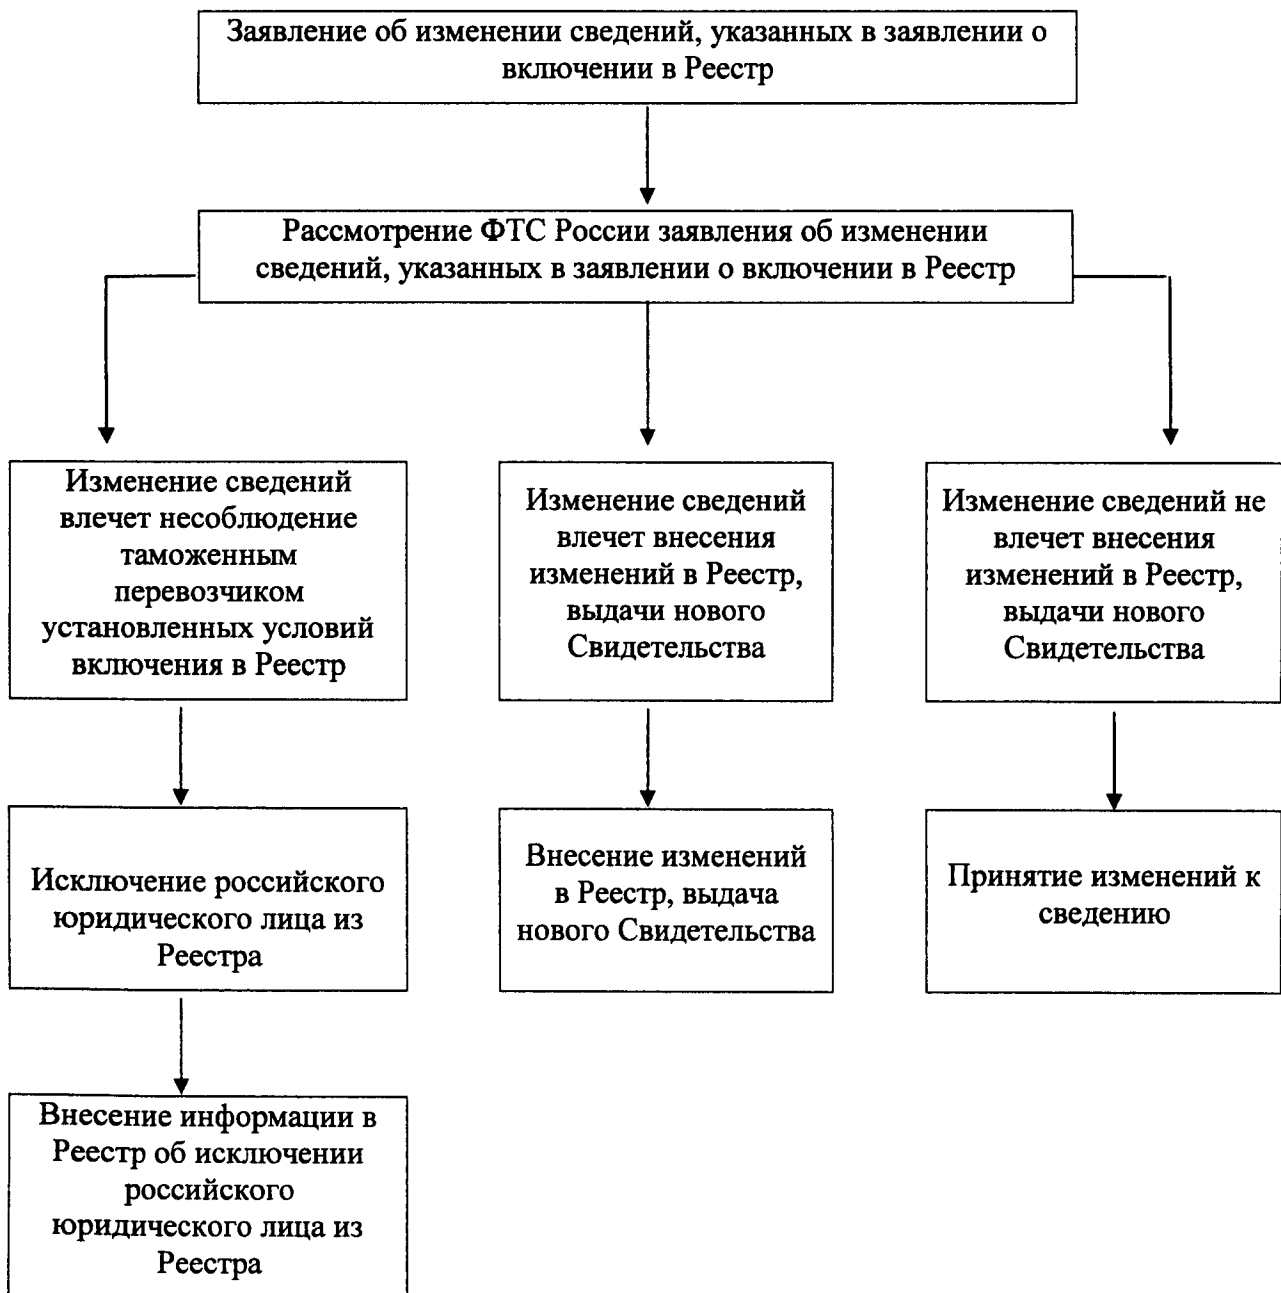 Заявление об изменении сведений, указанных в заявлении о
включении в Реестр
Рассмотрение ФТС России заявления об изменении
сведений, указанных в заявлении о включении в Реестр
Изменение сведений
влечет несоблюдение
таможенным
перевозчиком
установленных условий
включения в Реестр
Изменение сведений
влечет внесения
изменений в Реестр,
выдачи нового
Свидетельства
Изменение сведений не
влечет внесения
изменений в Реестр,
выдачи нового
Свидетельства
Исключение российского
юридического лица из
Реестра
Внесение изменений
в Реестр, выдача
нового Свидетельства
Принятие изменений к
сведению
Внесение информации в
Реестр об исключении
российского
юридического лица из
Реестра